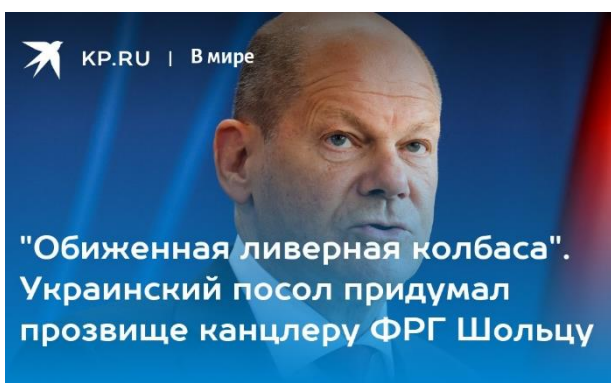 KP.RU | В мире
"Обиженная ливерная колбаса".
Украинский посол придумал
прозвище канцлеру ФРГ Шольцу